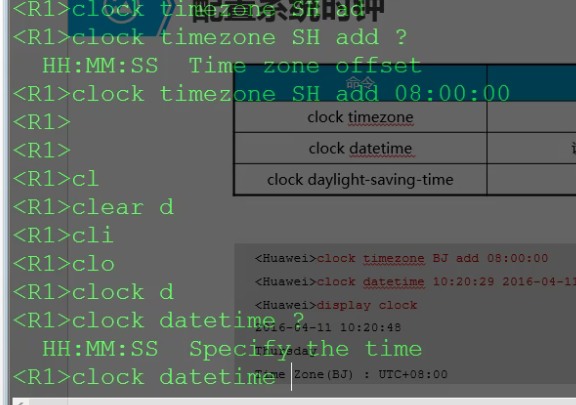 配置系统时钟
<R1>clock timezone SH ad
<R1>clock timezone SH add ?
HH:MM:SS Time zone offset
<R1>clock timezone SH add 08:00:00
<R1>
<R1>
<R1>cl
<R1>clear d
<R1>cli
<R1>clo
<R1>clock d
<R1>clock datetime ?
HH:MM:SS Specify the time
<R1>clock datetime
命令
clock timezone
clock datetime
clock daylight-saving-time
<Huawei>clock timezone BJ add 08:00:00
<Huawei>clock datetime 10:20:29 2016-04-11
<Huawei>display clock
2016-04-11 10:20:48
Thursday
Time Zone(BJ) : UTC+08:00